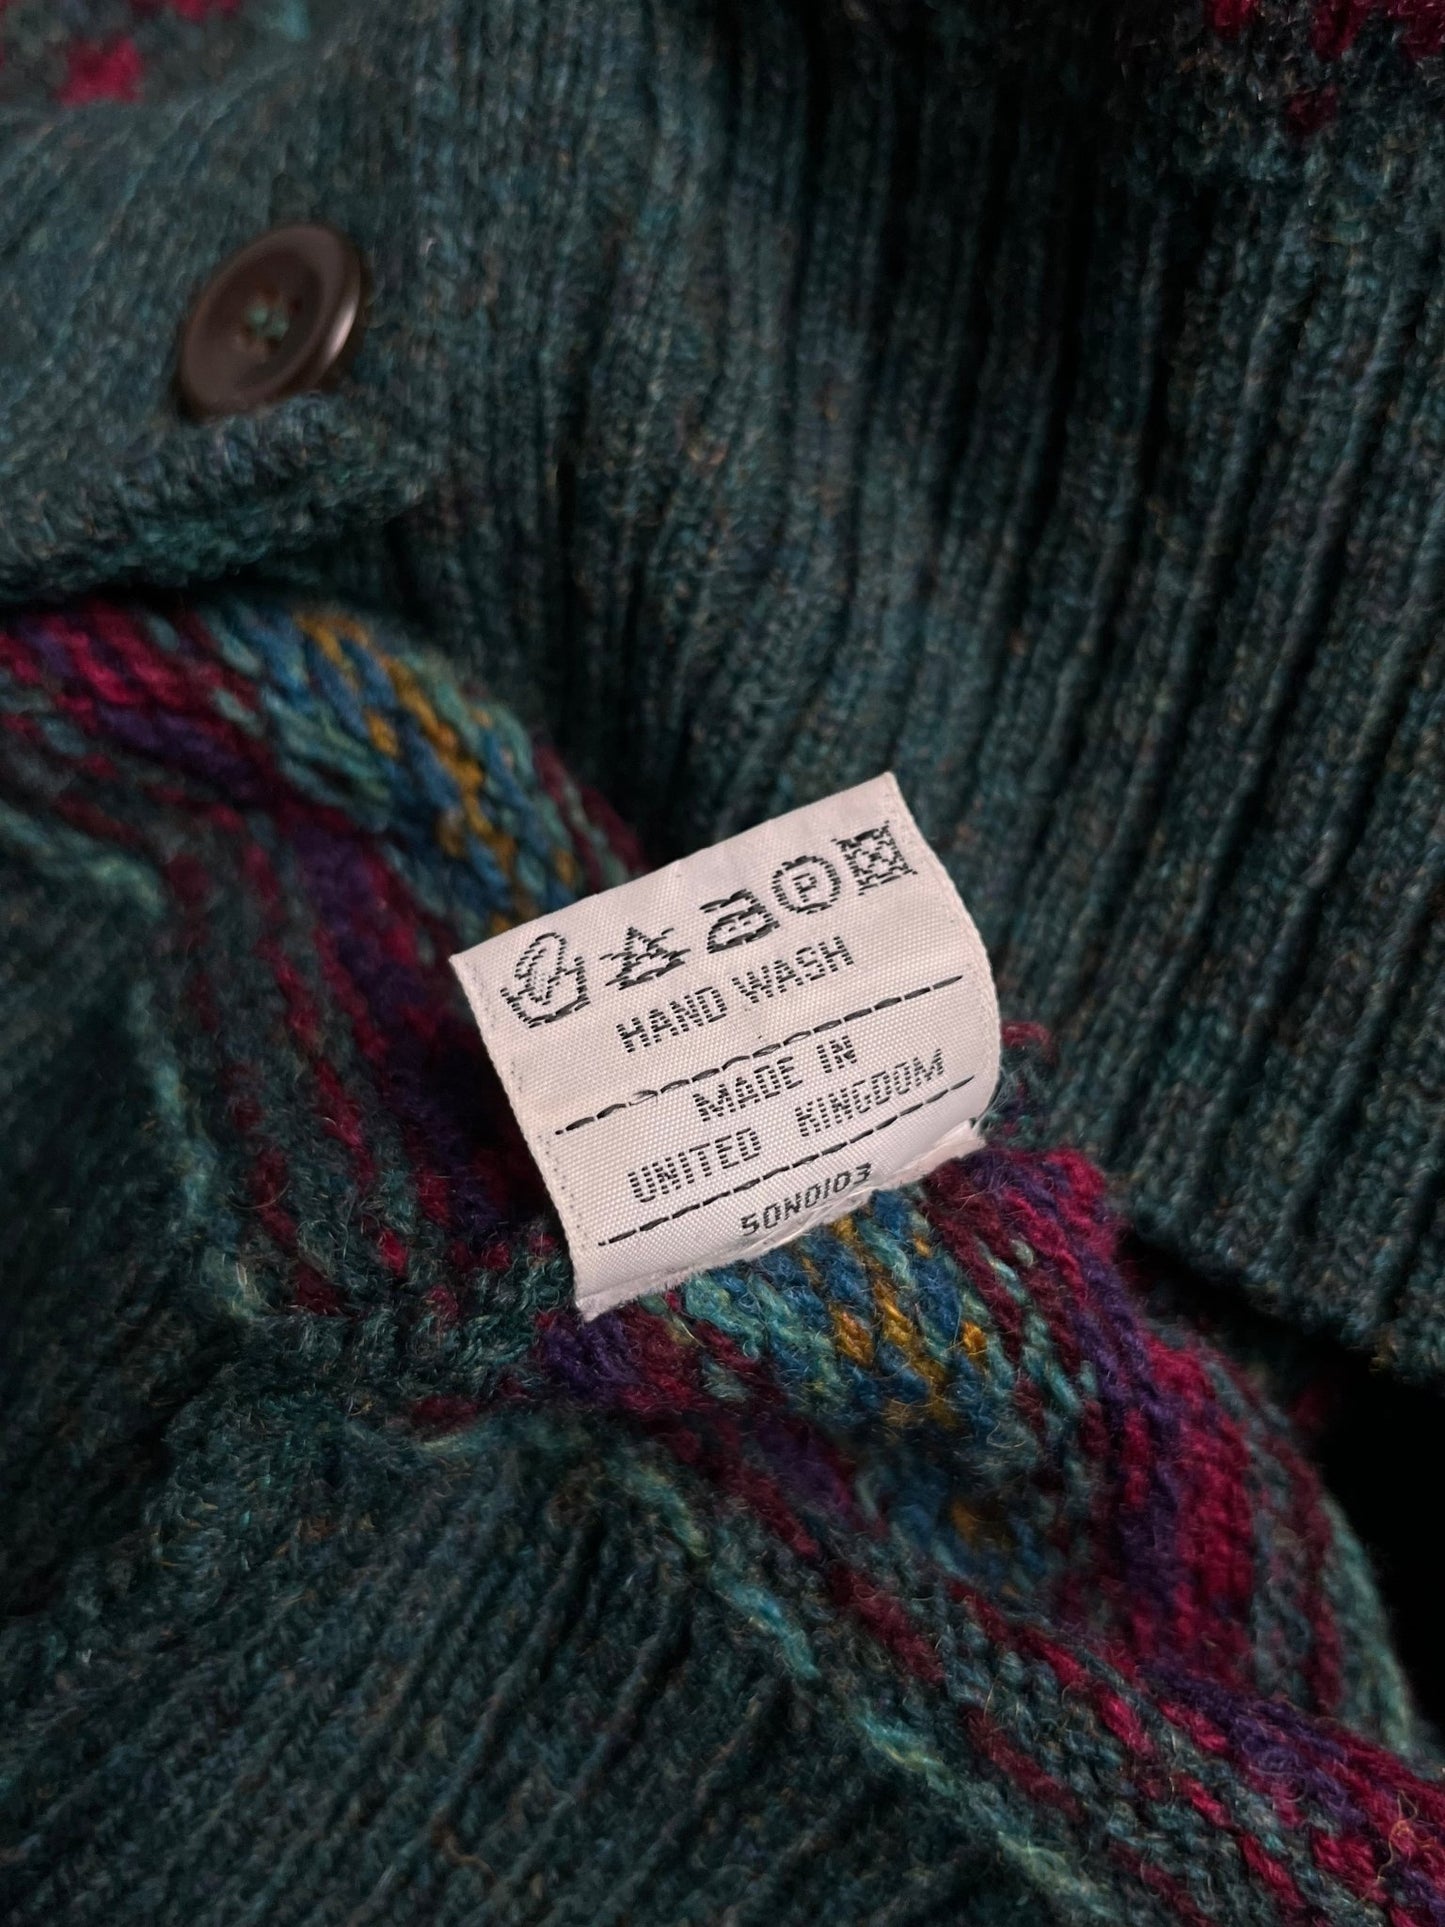 HAND WASH
MADE IN
UNITED KINGDOM
50N0103